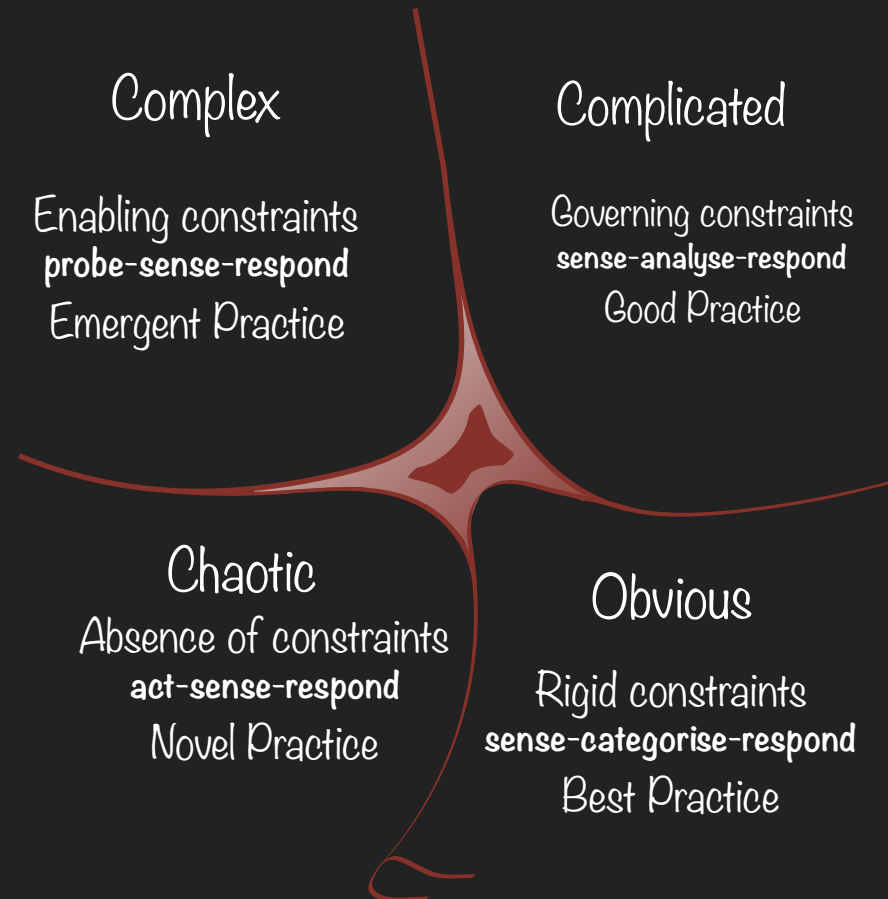 Complex
Enabling constraints
probe-sense-respond
Emergent Practice
Complicated
Governing constraints
sense-analyse-respond
Good Practice
Chaotic
Absence of constraints
act-sense-respond
Novel Practice
Obvious
Rigid constraints
sense-categorise-respond
Best Practice